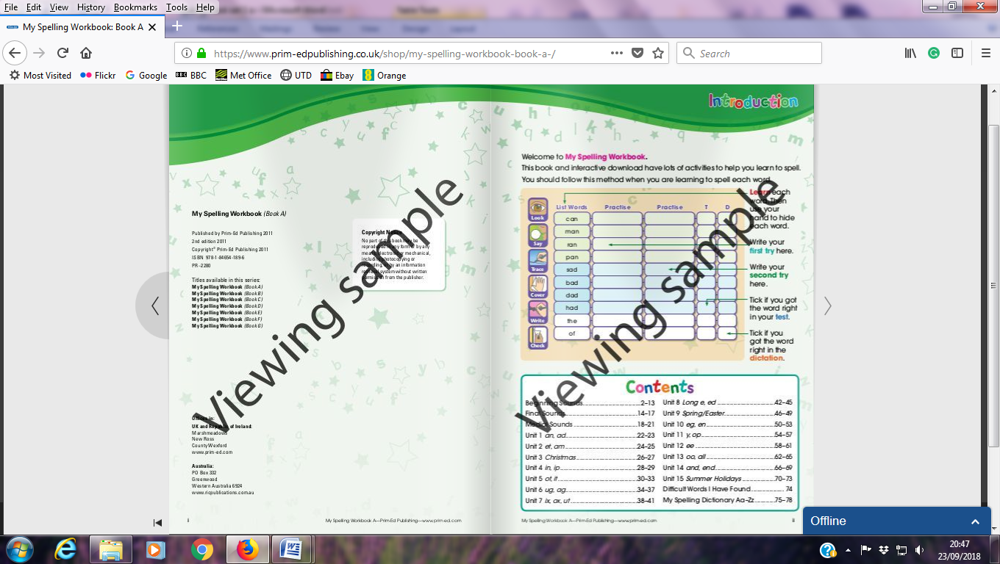 File Edit View History Bookmarks Tools Help
My Spelling Workbook: Book A
https://www.prim-edpublishing.co.uk/shop/my-spelling-workbook-book-a-/
Search
Most Visited Flickr Google BBC Met Office UTD Ebay Orange
My Spelling Workbook (Book A)
Published by Prim-Ed Publishing 2011
2nd edition 2011
Copyright® Prim-Ed Publishing 2011
ISBN 978-1-84654-189-6
PR–2280
Titles available in this series:
My Spelling Workbook (Book A)
My Spelling Workbook (Book B)
My Spelling Workbook (Book C)
My Spelling Workbook (Book D)
My Spelling Workbook (Book E)
My Spelling Workbook (Book F)
My Spelling Workbook (Book G)
Copyright Notice
No part of this book may be
reproduced in any form or by any
means, electronic or mechanical,
including photocopying or
recording, or by an information
retrieval system without written
permission from the publisher.
Viewing sample
Offices in:
UK and Republic of Ireland:
Marshmeadows
New Ross
County Wexford
www.prim-ed.com
Australia:
PO Box 332
Greenwood
Western Australia 6924
www.ricpublications.com.au
i
My Spelling Workbook A—Prim-Ed Publishing—www.prim-ed.com
Introduction
Welcome to My Spelling Workbook.
This book and interactive download have lots of activities to help you learn to spell.
You should follow this method when you are learning to spell each word.
Look
Say
Trace
Cover
Write
Check
List Words Practise Practise T D
can
man
ran
pan
sad
bad
dad
had
the
of
Learn each
word. Then
use your
hand to hide
each word.
Write your
first try here.
Write your
second try
here.
Tick if you got
the word right
in your test.
Tick if you
got the word
right in the
dictation.
Viewing sample
Contents
Beginning Sounds 2–13
Final Sounds 14–17
Medial Sounds 18–21
Unit 1 an, ad 22–23
Unit 2 et, am 24–25
Unit 3 Christmas 26–27
Unit 4 in, ip 28–29
Unit 5 ot, it 30–33
Unit 6 ug, ag 34–37
Unit 7 ix, ax, ut 38–41
Unit 8 Long e, ed 42–45
Unit 9 Spring/Easter 46–49
Unit 10 eg, en 50–53
Unit 11 y, op 54–57
Unit 12 ee 58–61
Unit 13 oo, all 62–65
Unit 14 and, end 66–69
Unit 15 Summer Holidays 70–73
Difficult Words I Have Found 74
My Spelling Dictionary Aa–Zz 75–78
My Spelling Workbook A—Prim-Ed Publishing—www.prim-ed.com
ii
Offline
20:47
23/09/2018